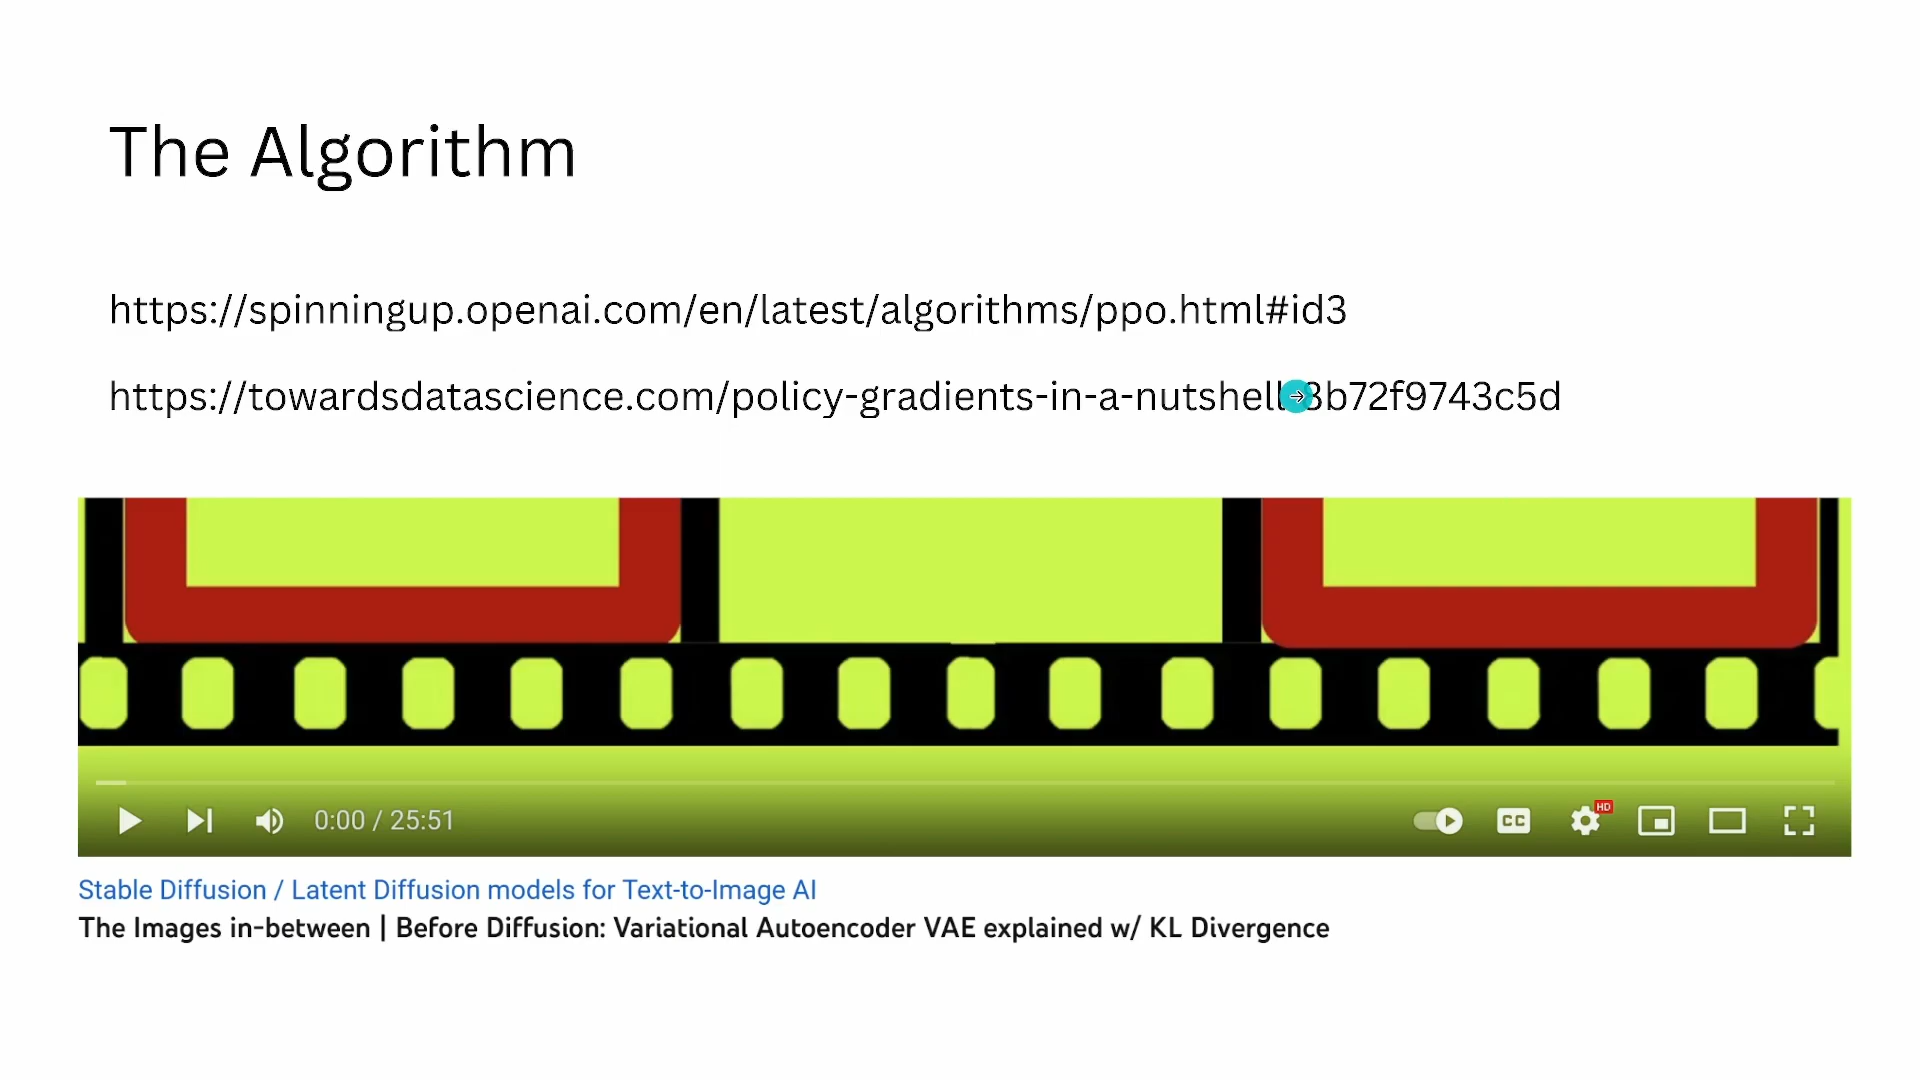 The Algorithm
https://spinningup.openai.com/en/latest/algorithms/ppo.html#id3
https://towardsdatascience.com/policy-gradients-in-a-nutshell-8b72f9743c5d
0:00 / 25:51
CC
HD
Stable Diffusion / Latent Diffusion models for Text-to-Image AI
The Images in-between | Before Diffusion: Variational Autoencoder VAE explained w/ KL Divergence